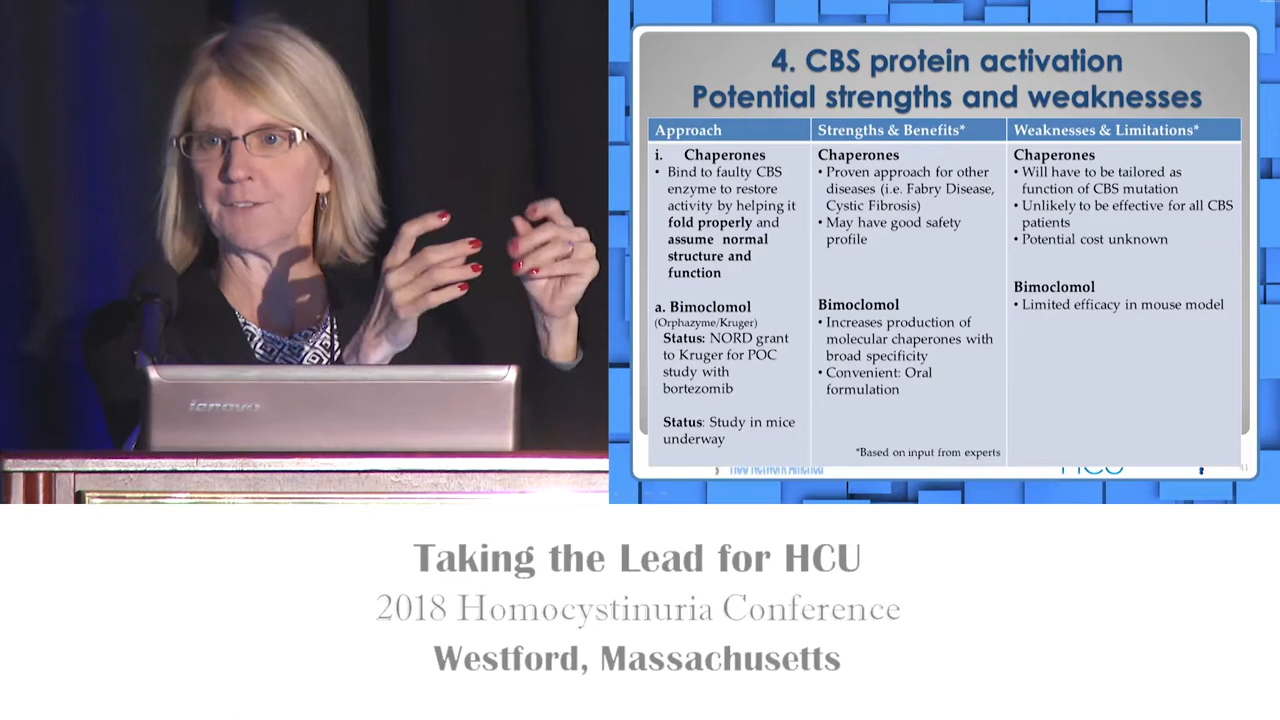 lenovo
4. CBS protein activation
Potential strengths and weaknesses
Approach
Strengths & Benefits*
Weaknesses & Limitations*
i. Chaperones
• Bind to faulty CBS
enzyme to restore
activity by helping it
fold properly and
assume normal
structure and
function
a. Bimoclomol
(Orphazyme/Kruger)
Status: NORD grant
to Kruger for POC
study with
bortezomib
Status: Study in mice
underway
Chaperones
• Proven approach for other
diseases (i.e. Fabry Disease,
Cystic Fibrosis)
• May have good safety
profile
Bimoclomol
• Increases production of
molecular chaperones with
broad specificity
• Convenient: Oral
formulation
*Based on input from experts
Chaperones
• Will have to be tailored as
function of CBS mutation
• Unlikely to be effective for all CBS
patients
• Potential cost unknown
Bimoclomol
• Limited efficacy in mouse model
HCU Network America
HCU
Taking the Lead for HCU
2018 Homocystinuria Conference
Westford, Massachusetts